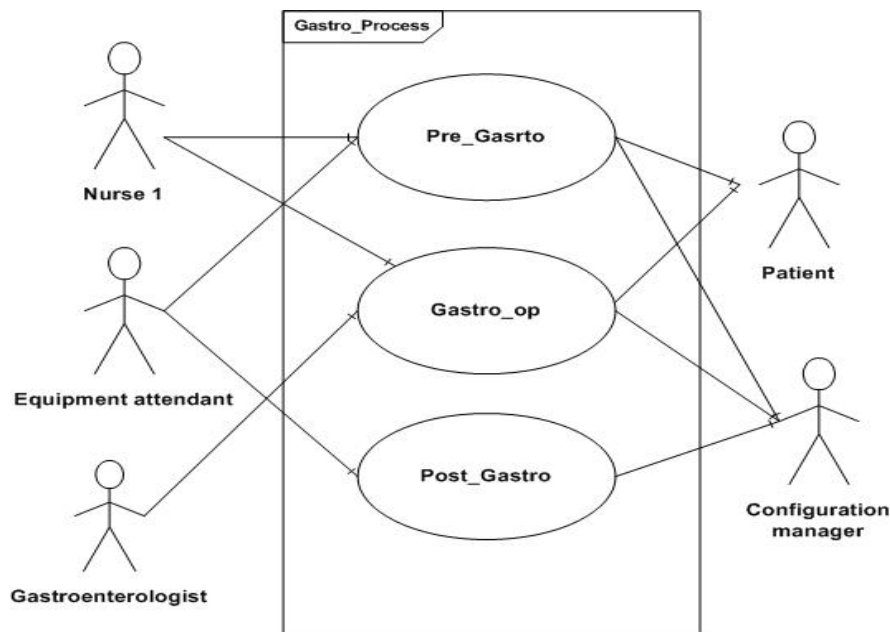 Gastro_Process
Pre_Gasrto
Nurse 1
Patient
Gastro_op
Equipment attendant
Post_Gastro
Configuration
manager
Gastroenterologist